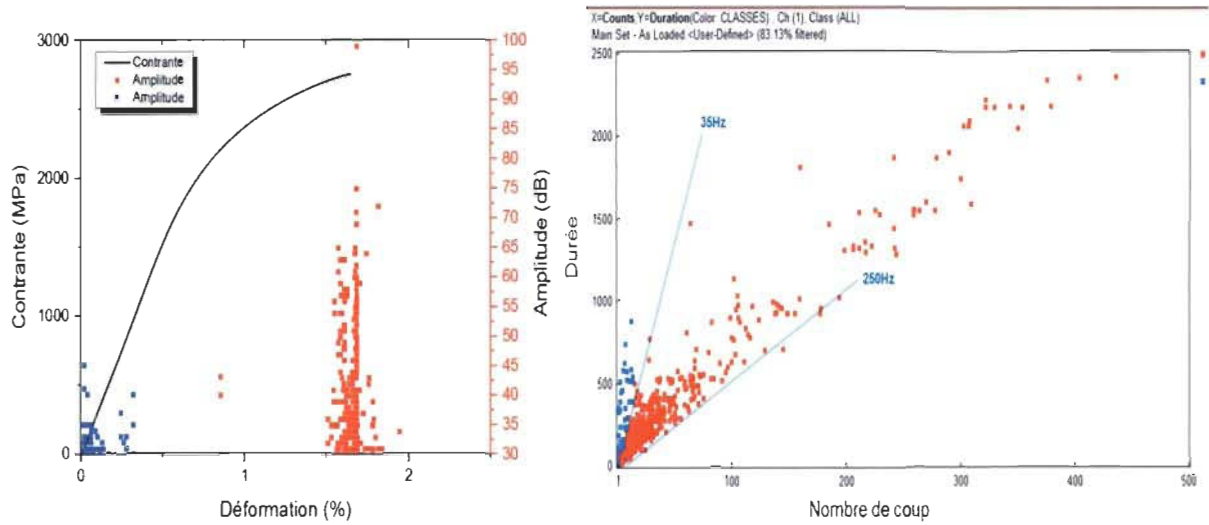 3000
2000
1000
0
Contrante (MPa)
Contrante
Amplitude
Amplitude
0
1
2
Déformation (%)
100
95
90
85
80
75
70
65
60
55
50
45
40
35
30
Amplitude (dB)
X=Counts,Y=Duration(Color: CLASSES) , Ch (1), Class (ALL)
Main Set - As Loaded <User-Defined> (83.13% filtered)
2500
2000
1500
1000
500
0
Durée
35Hz
250Hz
1
100
200
300
400
500
Nombre de coup